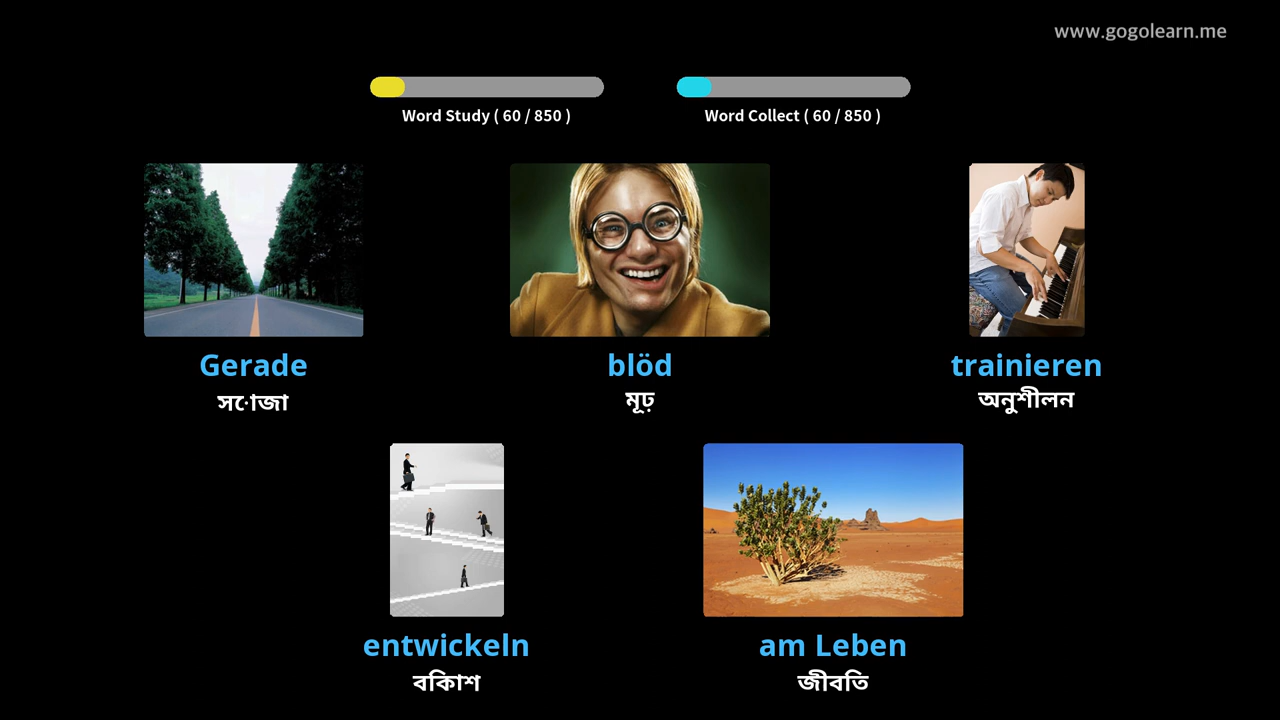 www.gogolearn.me
Word Study ( 60 / 850 )
Word Collect ( 60 / 850 )
Gerade
সোজা
blöd
মূঢ়
trainieren
অনুশীলন
entwickeln
বিকাশ
am Leben
জীবিত